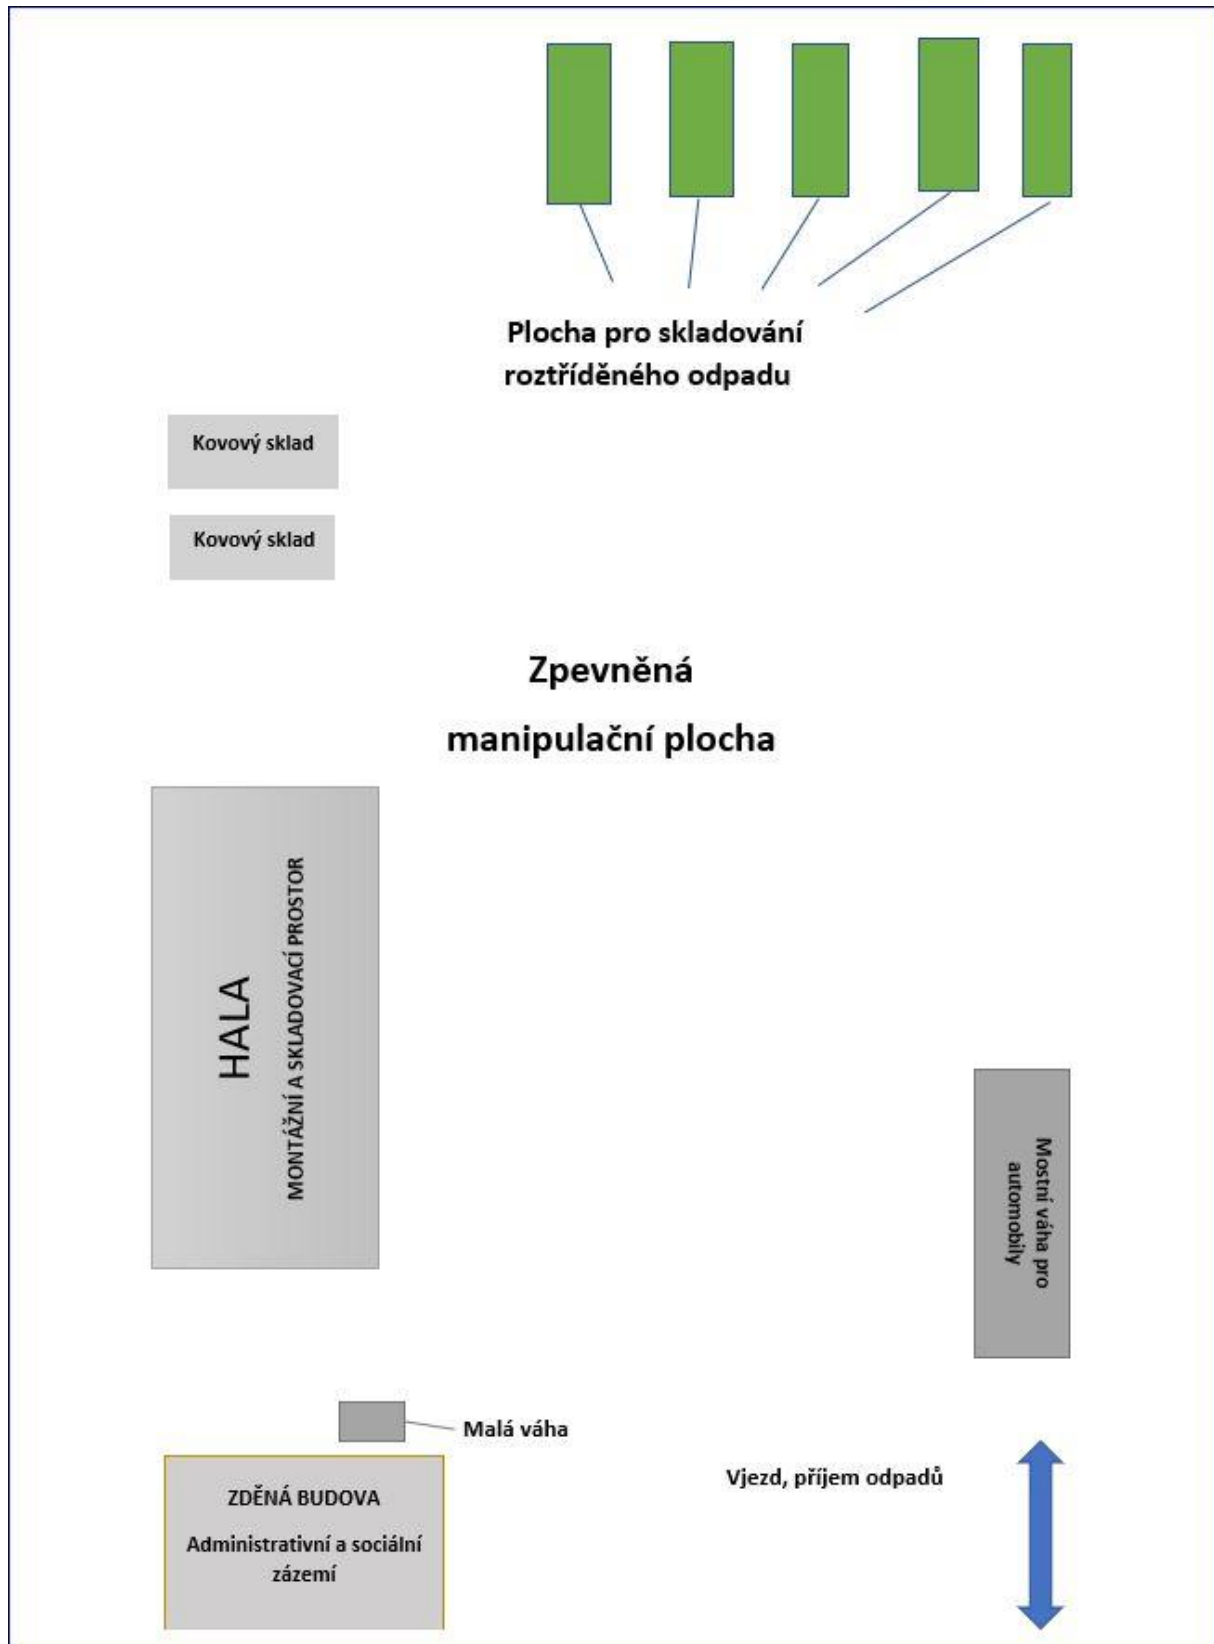 Plocha pro skladování
roztříděného odpadu
Kovový sklad
Kovový sklad
Zpevněná
manipulační plocha
HALA
MONTÁŽNÍ A SKLADOVACÍ PROSTOR
Mostní váha pro
automobily
Malá váha
Vjezd, příjem odpadů
ZDĚNÁ BUDOVA
Administrativní a sociální
zázemí